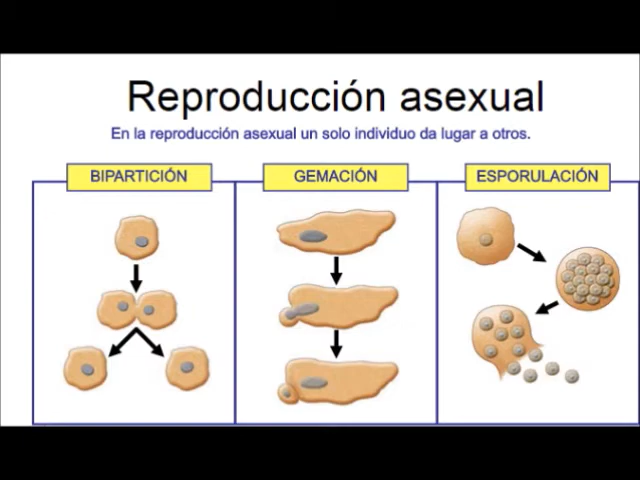 Reproducción asexual
En la reproducción asexual un solo individuo da lugar a otros.
BIPARTICIÓN
GEMACIÓN
ESPORULACIÓN